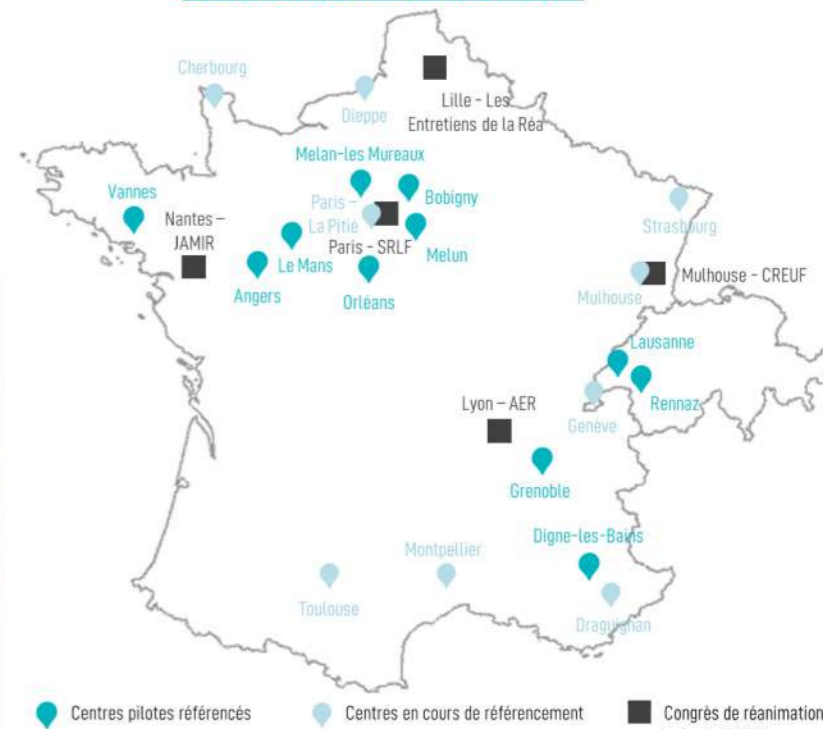 Cherbourg
Dieppe
Lille - Les
Entretiens de la Réa
Melan-les Mureaux
Bobigny
Vannes
Paris -
La Pitié
Nantes –
JAMIR
Strasbourg
Paris - SRLF
Melun
Le Mans
Angers
Orléans
Mulhouse
Mulhouse - CREUF
Lausanne
Rennaz
Genève
Lyon – AER
Grenoble
Digne-les-Bains
Montpellier
Toulouse
Draguignan
Centres pilotes référencés
Centres en cours de référencement
Congrès de réanimation